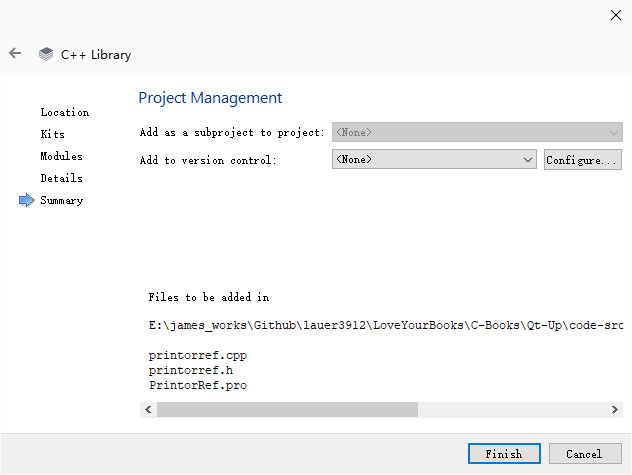 C++ Library
Project Management
Location
Kits
Modules
Details
Summary
Add as a subproject to project: <None>
Add to version control: <None> Configure...
Files to be added in
E:\james_works\Github\lauer3912\LoveYourBooks\C-Books\Qt-Up\code-src
printorref.cpp
printorref.h
PrintorRef.pro
Finish Cancel